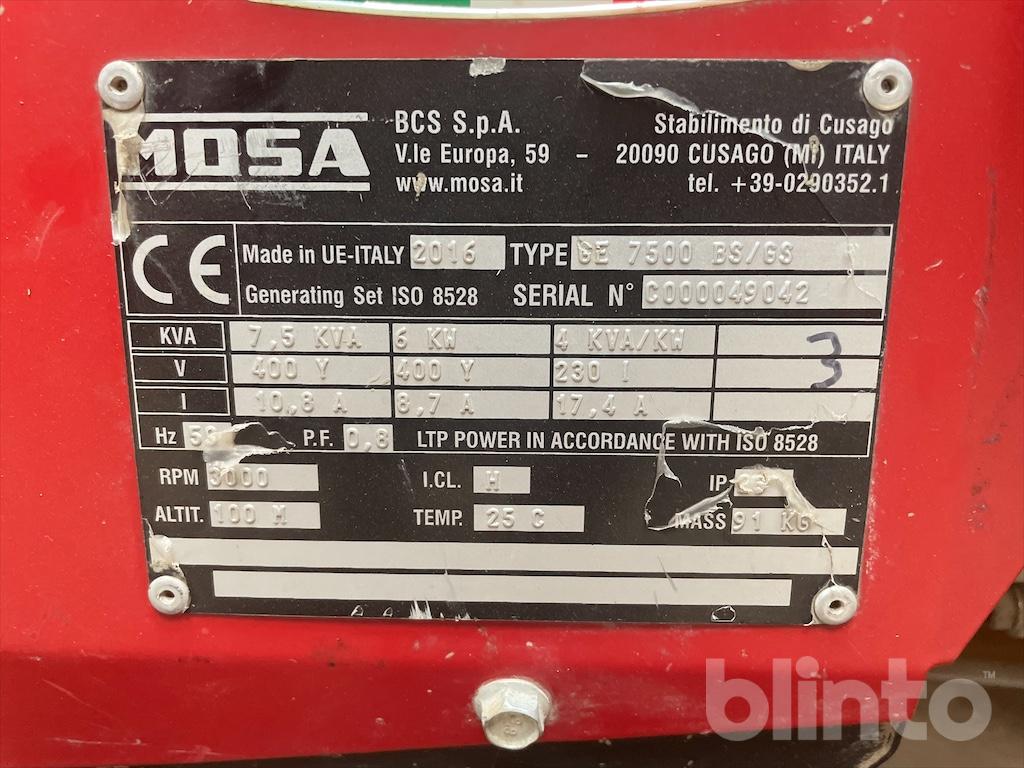 MOSA
BCS S.p.A.
V.le Europa, 59 -
www.mosa.it
Stabilimento di Cusago
20090 CUSAGO (MI) ITALY
tel. +39-0290352.1
CE Made in UE-ITALY 2016 TYPE GE 7500 BS/GS
Generating Set ISO 8528 SERIAL N° C000049042
KVA 7,5 KVA 6 KW 4 KVA/KW
V 400 Y 400 Y 230 I
I 10,8 A 8,7 A 17,4 A
3
Hz P.F. 0,8 LTP POWER IN ACCORDANCE WITH ISO 8528
RPM 3000 I.CL. H IP
ALTIT. 100 M TEMP. 25 C MASS 91 KG
blinto™